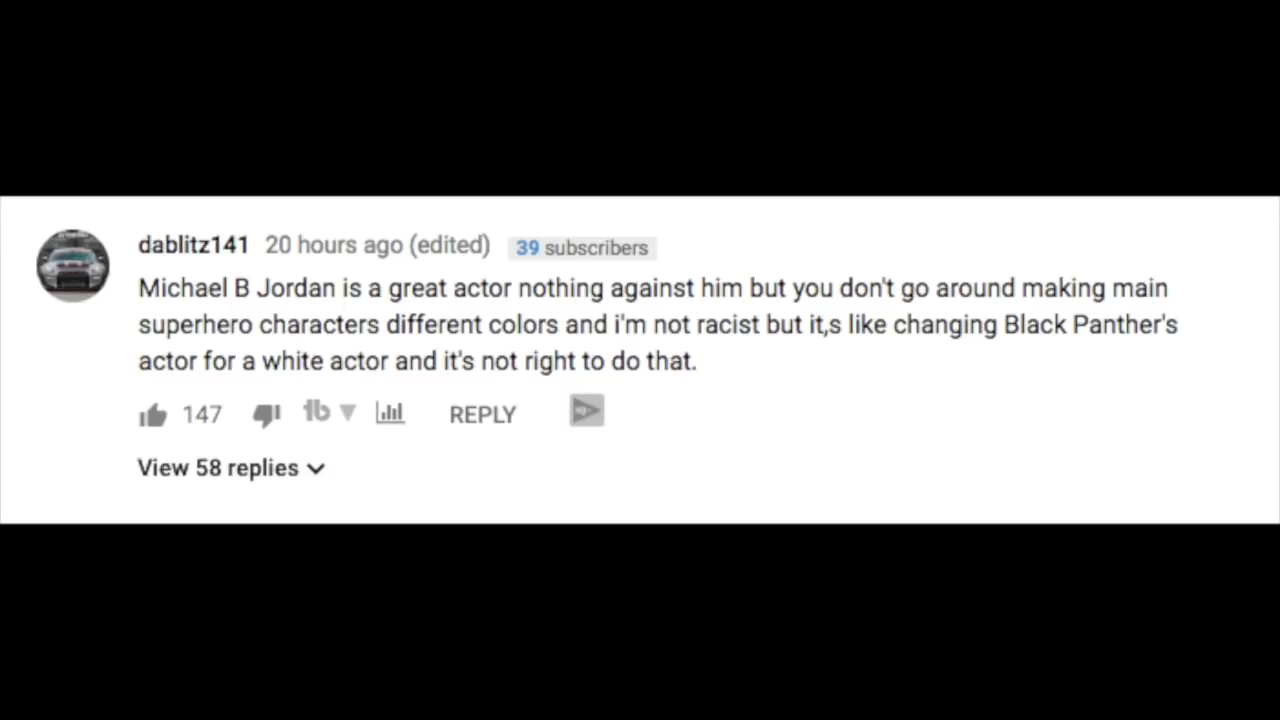 dablitz141 20 hours ago (edited) 39 subscribers
Michael B Jordan is a great actor nothing against him but you don't go around making main
superhero characters different colors and i'm not racist but it,s like changing Black Panther's
actor for a white actor and it's not right to do that.
147 REPLY
View 58 replies